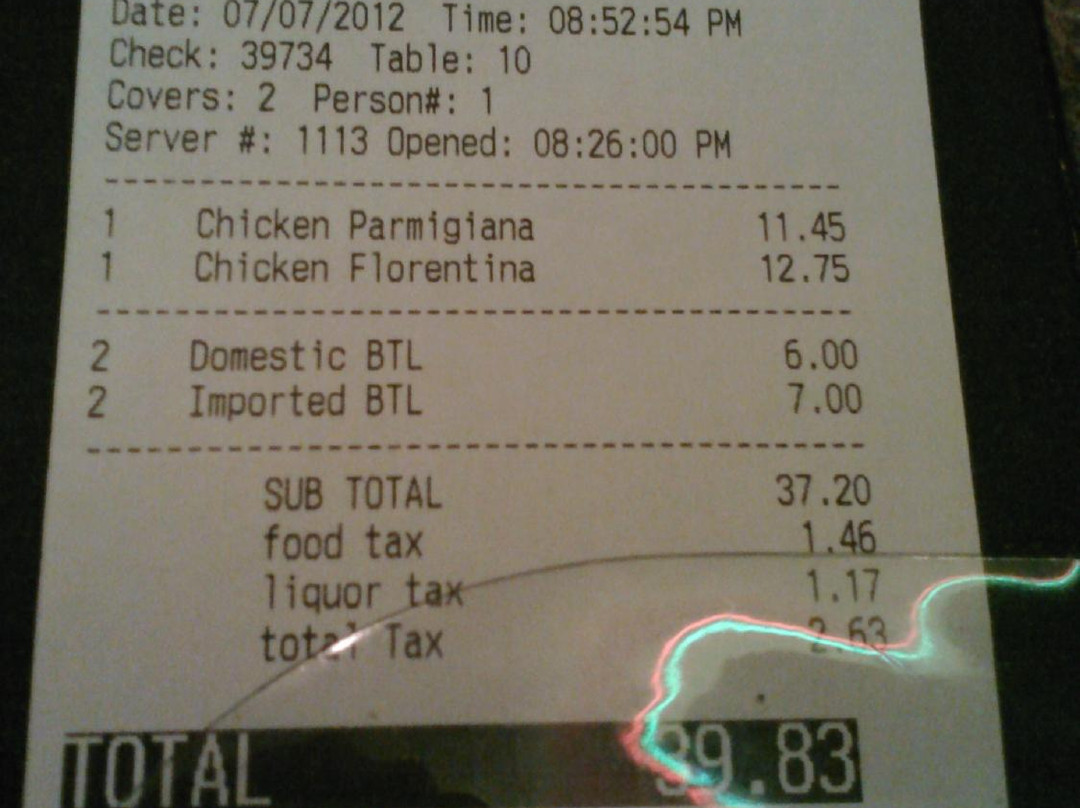 Date: 07/07/2012 Time: 08:52:54 PM
Check: 39734 Table: 10
Covers: 2 Person#: 1
Server #: 1113 Opened: 08:26:00 PM
1 Chicken Parmigiana 11.45
1 Chicken Florentina 12.75
2 Domestic BTL 6.00
2 Imported BTL 7.00
SUB TOTAL 37.20
food tax 1.46
liquor tax 1.17
total Tax 2.63
TOTAL 39.83